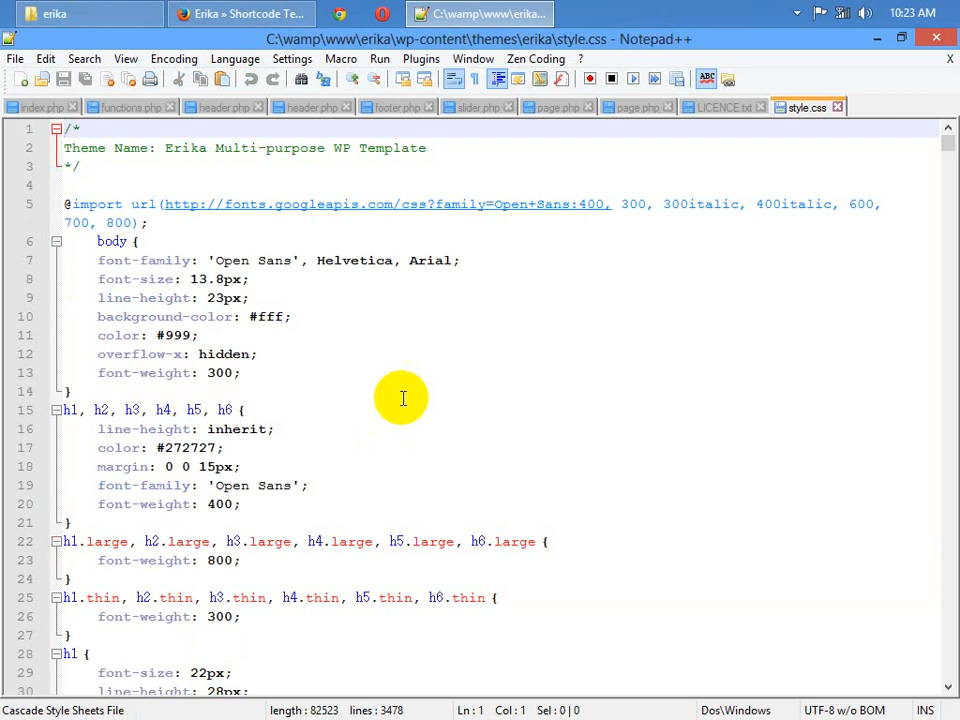 erika
Erika » Shortcode Te...
C:\wamp\www\erika...
10:23 AM
C:\wamp\www\erika\wp-content\themes\erika\style.css - Notepad++
File Edit Search View Encoding Language Settings Macro Run Plugins Window Zen Coding ? X
index.php functions.php header.php header.php footer.php slider.php page.php page.php LICENCE.txt style.css
1 /*
2 Theme Name: Erika Multi-purpose WP Template
3 */
4
5 @import url(http://fonts.googleapis.com/css?family=Open+Sans:400, 300, 300italic, 400italic, 600,
700, 800);
6 body {
7 font-family: 'Open Sans', Helvetica, Arial;
8 font-size: 13.8px;
9 line-height: 23px;
10 background-color: #fff;
11 color: #999;
12 overflow-x: hidden;
13 font-weight: 300;
14 }
15 h1, h2, h3, h4, h5, h6 {
16 line-height: inherit;
17 color: #272727;
18 margin: 0 0 15px;
19 font-family: 'Open Sans';
20 font-weight: 400;
21 }
22 h1.large, h2.large, h3.large, h4.large, h5.large, h6.large {
23 font-weight: 800;
24 }
25 h1.thin, h2.thin, h3.thin, h4.thin, h5.thin, h6.thin {
26 font-weight: 300;
27 }
28 h1 {
29 font-size: 22px;
30 line-height: 28px;
Cascade Style Sheets File length : 82523 lines : 3478 Ln : 1 Col : 1 Sel : 0 | 0 Dos\Windows UTF-8 w/o BOM INS